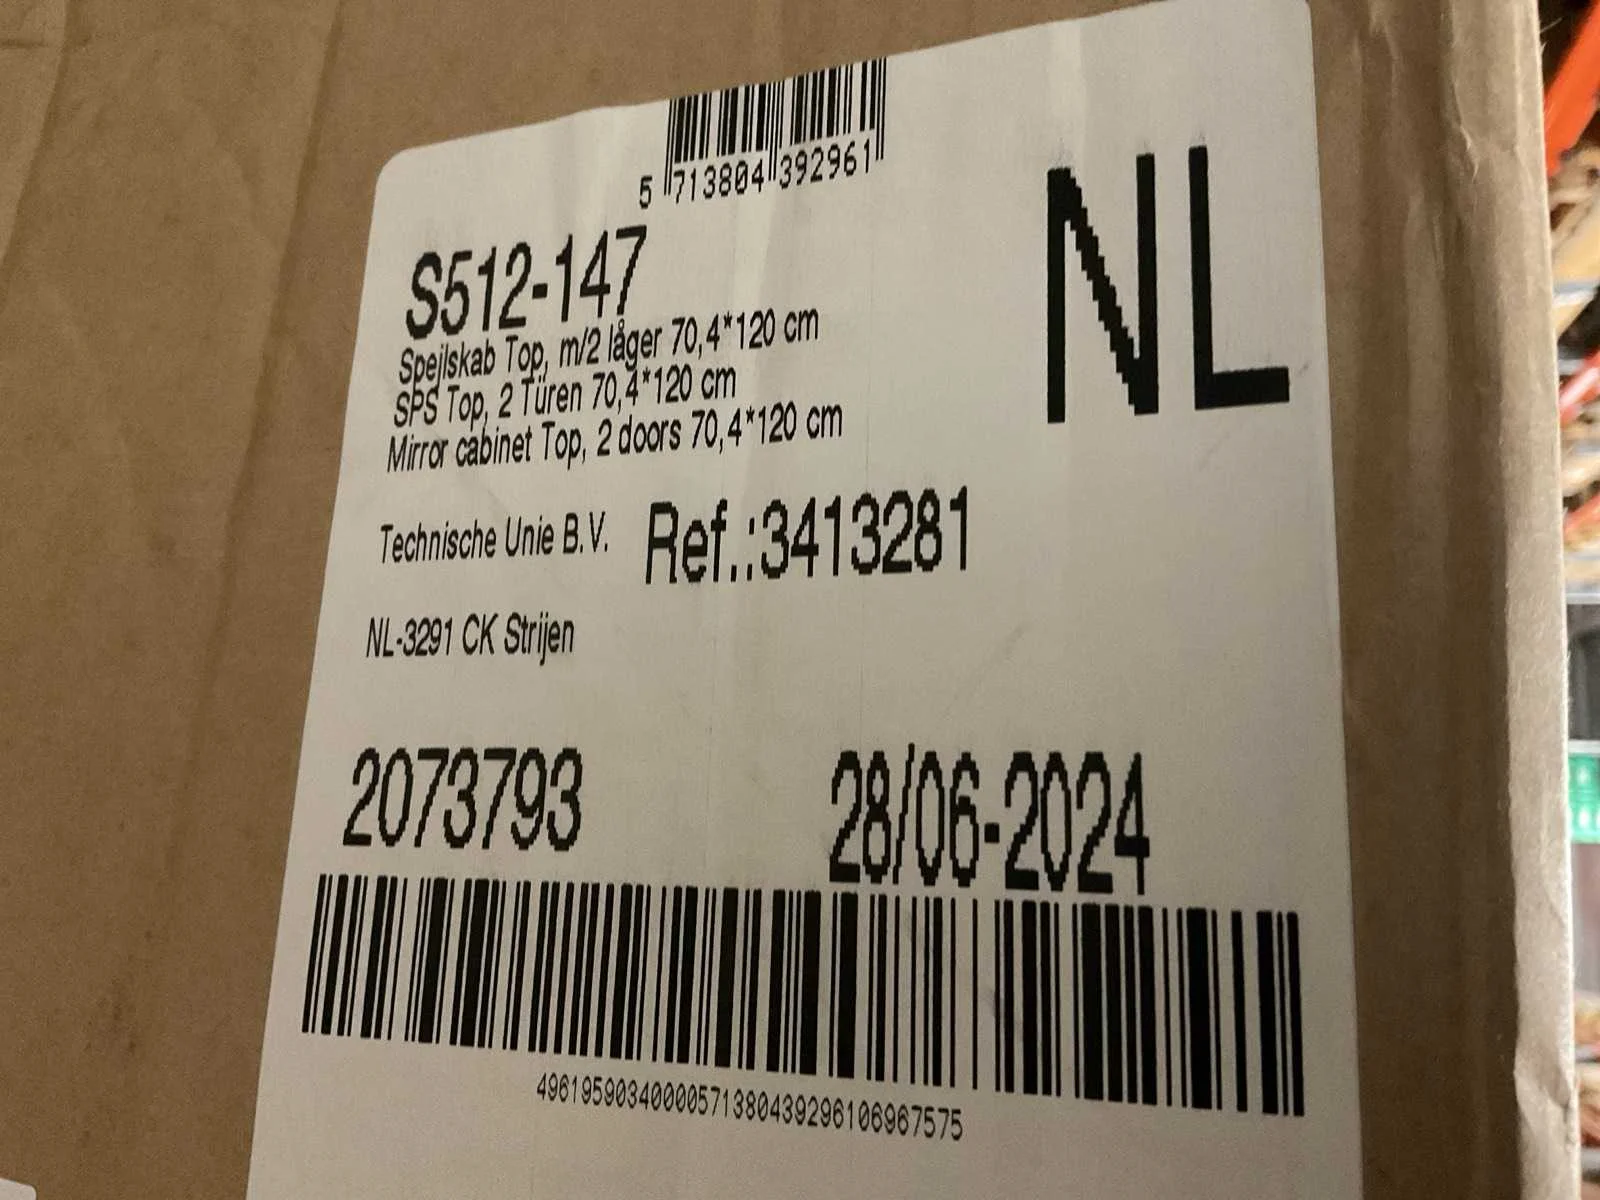 5 713804 392961
NL
S512-147
Spejlskab Top, m/2 låger 70,4*120 cm
SPS Top, 2 Türen 70,4*120 cm
Mirror cabinet Top, 2 doors 70,4*120 cm
Technische Unie B.V. Ref.:3413281
NL-3291 CK Strijen
2073793 28/06-2024
4961959034000057138043929610696757​5